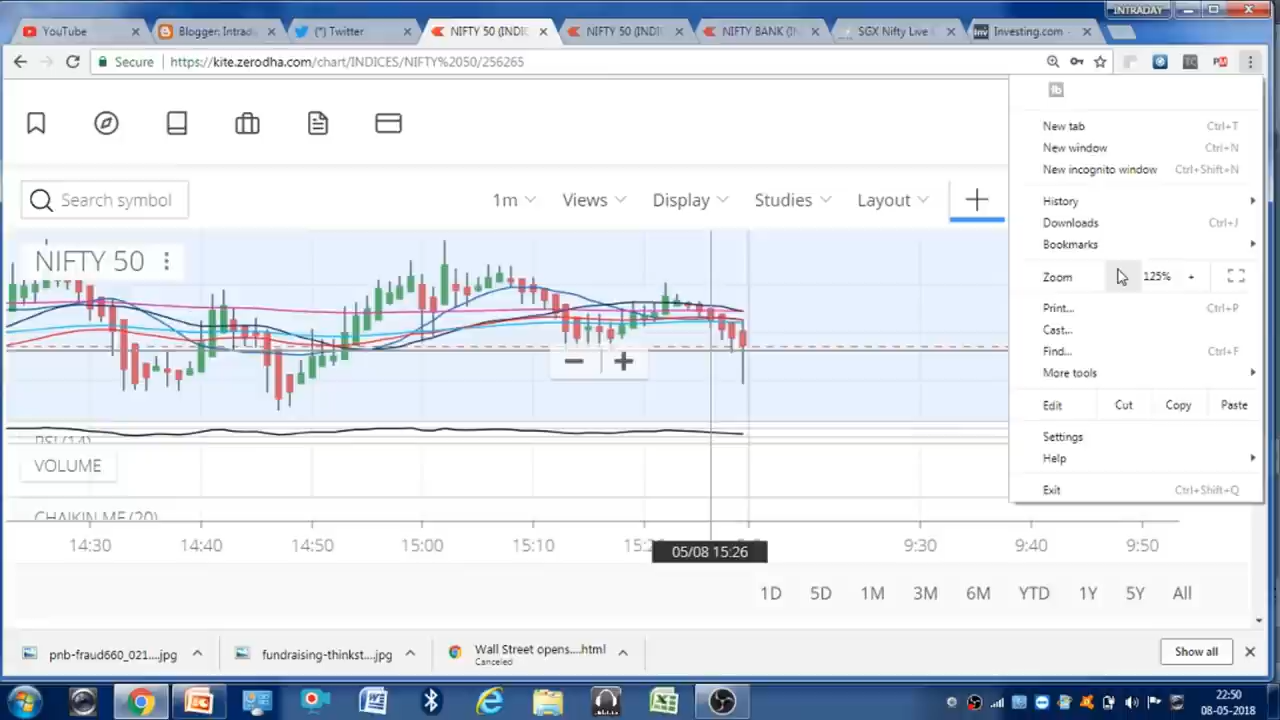 INTRADAY
YouTube
Blogger: Intrad
(*) Twitter
NIFTY 50 (INDIC
NIFTY 50 (INDI
NIFTY BANK (IN
SGX Nifty Live
Inv Investing.com
Secure https://kite.zerodha.com/chart/INDICES/NIFTY%2050/256265
New tab Ctrl+T
New window Ctrl+N
New incognito window Ctrl+Shift+N
History
Downloads Ctrl+J
Bookmarks
Zoom 125% +
Print... Ctrl+P
Cast...
Find... Ctrl+F
More tools
Edit Cut Copy Paste
Settings
Help
Exit Ctrl+Shift+Q
Search symbol 1m Views Display Studies Layout
NIFTY 50
RSI (14)
VOLUME
CHAIKIN MF (20)
14:30 14:40 14:50 15:00 15:10 9:30 9:40 9:50
05/08 15:26
1D 5D 1M 3M 6M YTD 1Y 5Y All
pnb-fraud660_021....jpg
fundraising-thinkst....jpg
Wall Street opens....html
Canceled
Show all
22:50
08-05-2018